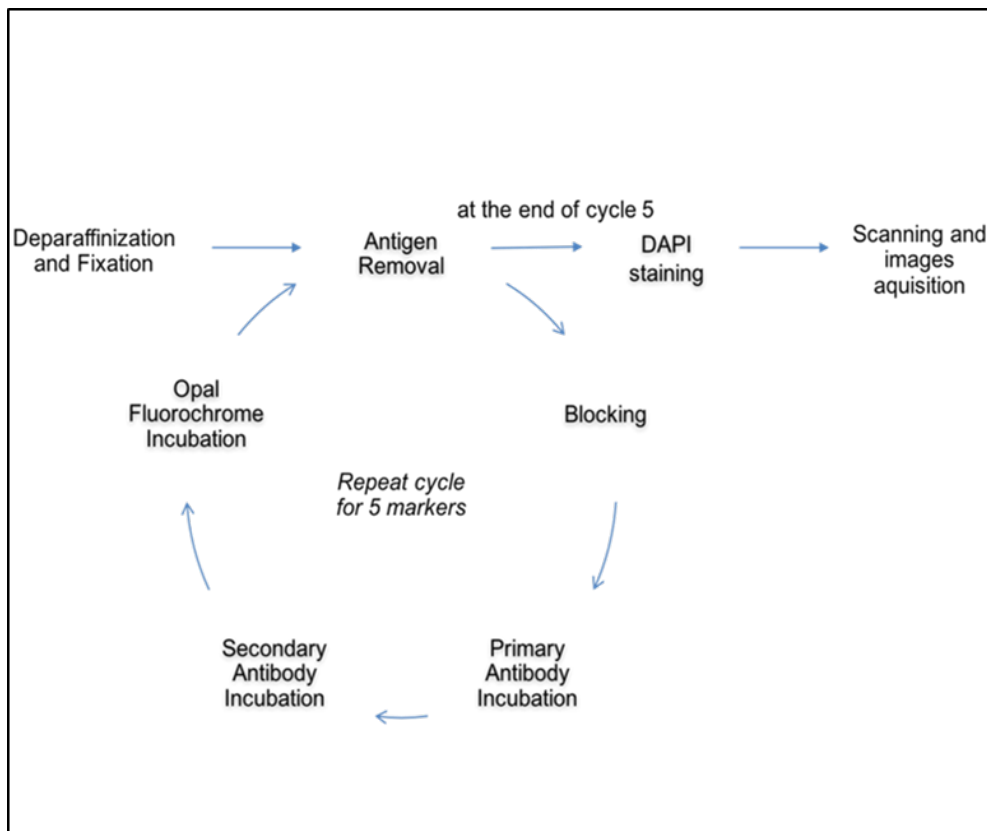 at the end of cycle 5
Deparaffinization
and Fixation
Antigen
Removal
DAPI
staining
Scanning and
images
aquisition
Opal
Fluorochrome
Incubation
Blocking
Repeat cycle
for 5 markers
Secondary
Antibody
Incubation
Primary
Antibody
Incubation